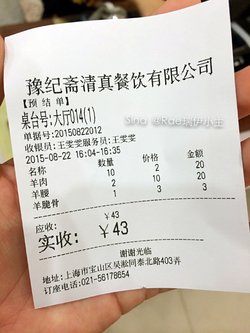 豫纪斋清真餐饮有限公司
【预结单】
桌台号:大厅014(1)
Sina @Rae瑞伊小主
单据号:20150822012
收银员:王雯雯服务员:王雯雯
2015-08-22 16:04-16:35
名称 数量 价格 金额
羊肉 10 2 20
羊腰 2 10 20
羊脆骨 1 3 3
应收: ￥43
实收: ￥43
谢谢光临
地址:上海市宝山区吴淞同泰北路403弄
订座电话:021-56178654